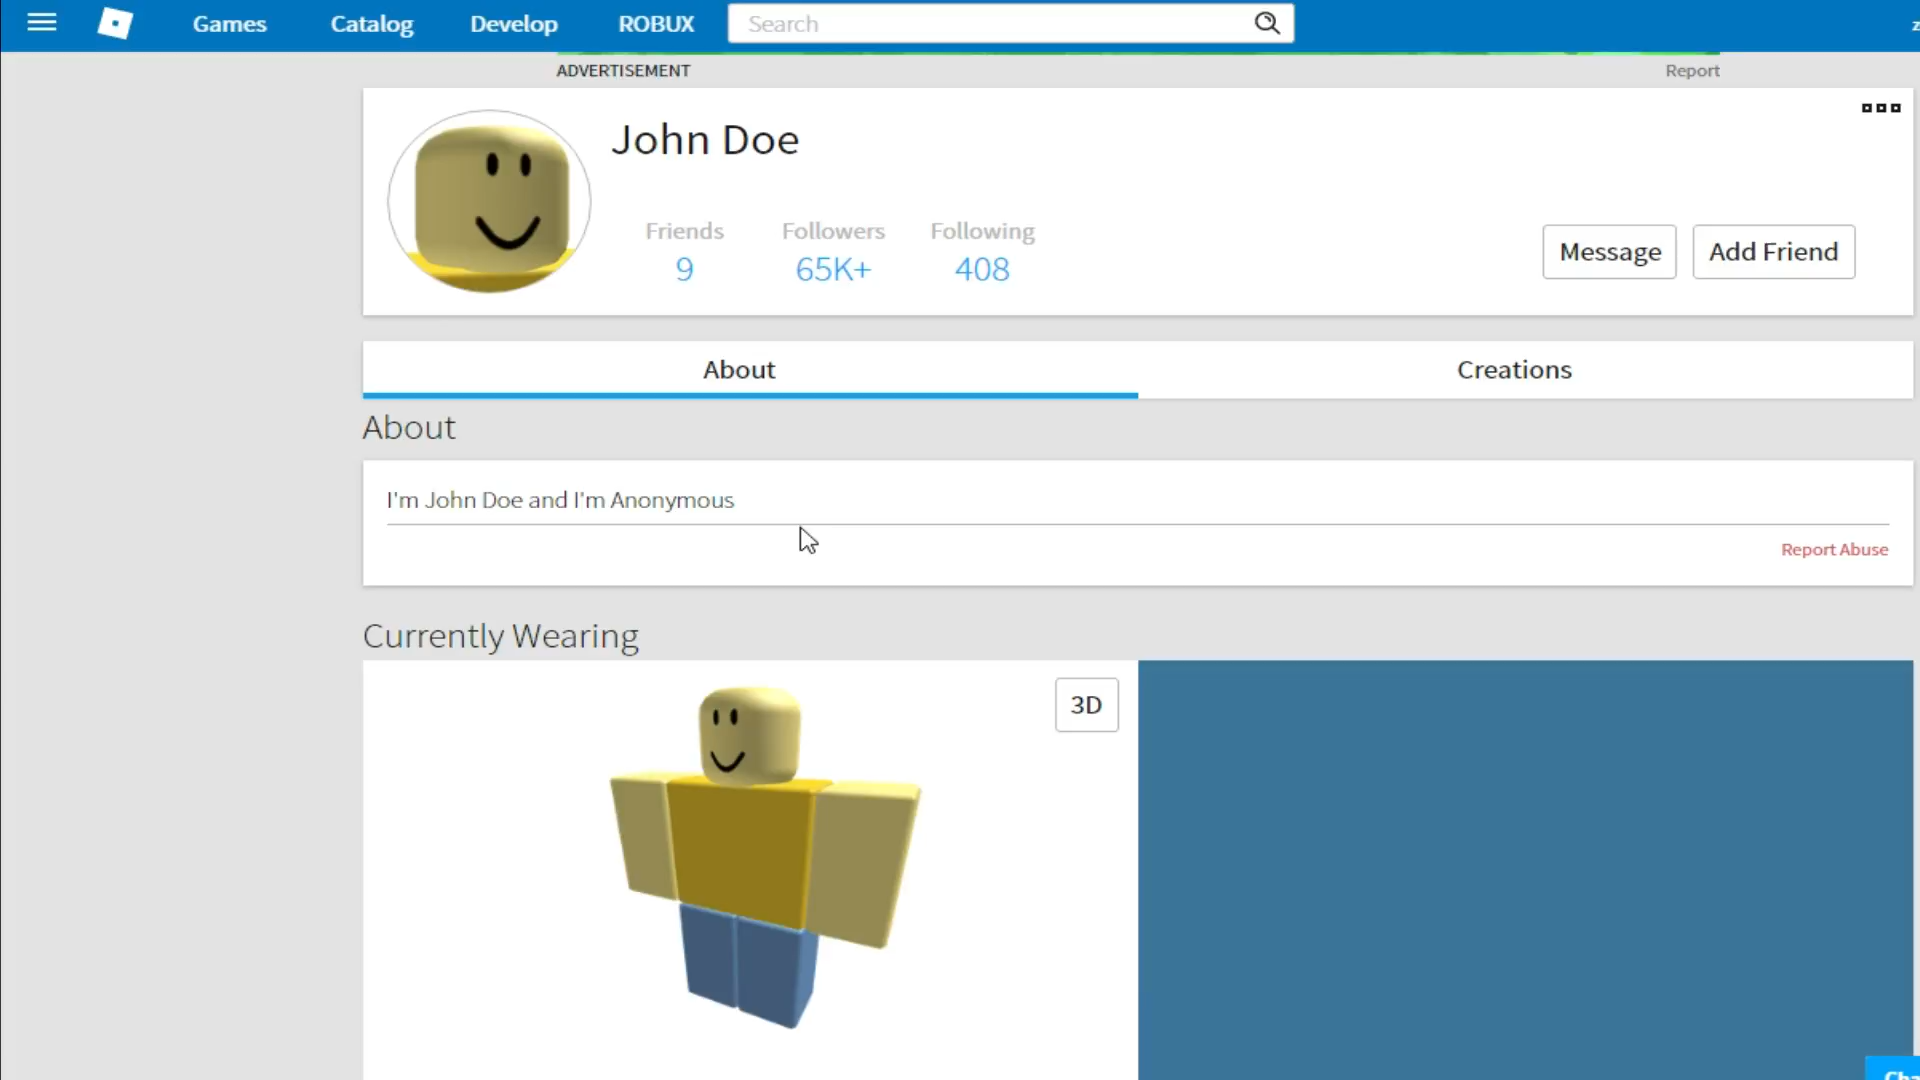 Games Catalog Develop ROBUX Search
ADVERTISEMENT Report
John Doe
Friends Followers Following
9 65K+ 408
Message Add Friend
About Creations
About
I'm John Doe and I'm Anonymous
Report Abuse
Currently Wearing
3D